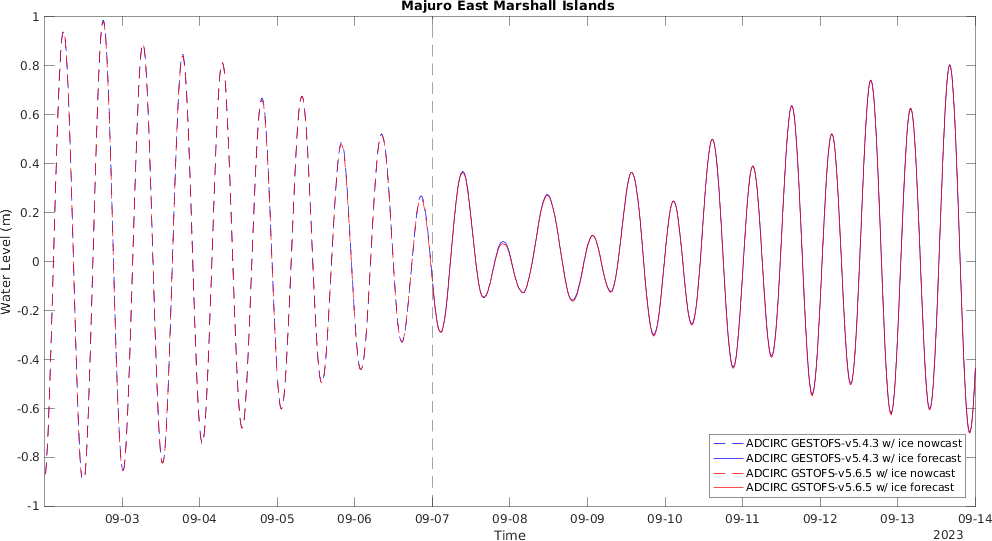 Majuro East Marshall Islands
1
0.8
0.6
0.4
0.2
0
-0.2
-0.4
-0.6
-0.8
-1
Water Level (m)
ADCIRC GESTOFS-v5.4.3 w/ ice nowcast
ADCIRC GESTOFS-v5.4.3 w/ ice forecast
ADCIRC GSTOFS-v5.6.5 w/ ice nowcast
ADCIRC GSTOFS-v5.6.5 w/ ice forecast
09-03 09-04 09-05 09-06 09-07 09-08 09-09 09-10 09-11 09-12 09-13 09-14
Time
2023